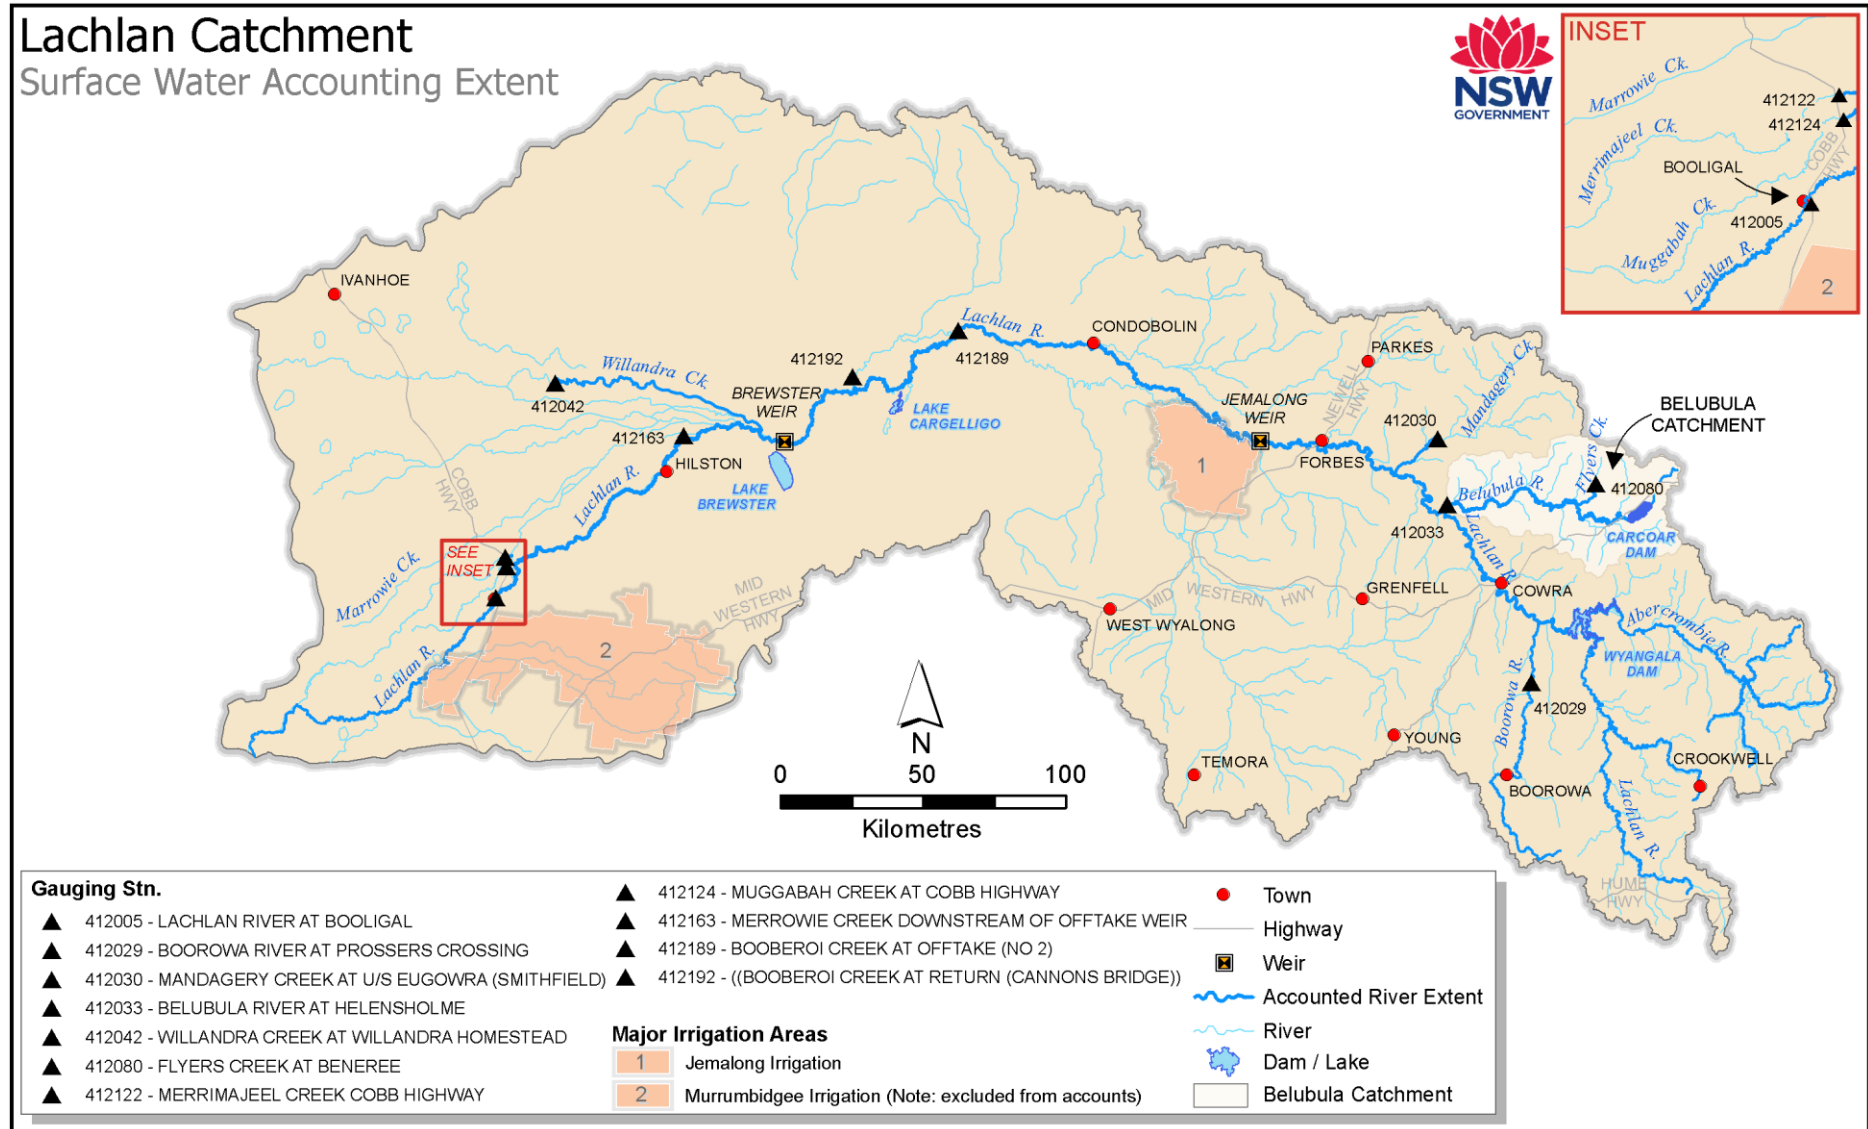 Lachlan Catchment
Surface Water Accounting Extent
NSW
GOVERNMENT
INSET
Marrowie Ck.
412122
412124
Merrimajeel Ck.
COBB
HWY
BOOLIGAL
412005
Muggabah Ck.
Lachlan R.
2
IVANHOE
Lachlan R.
CONDOBOLIN
412192
412189
PARKES
Willandra Ck.
412042
BREWSTER
WEIR
LAKE
CARGELLIGO
JEMALONG
WEIR
NEWELL
HWY
Mandagery Ck.
412030
BELUBULA
CATCHMENT
412163
HILSTON
1
FORBES
Flyers Ck.
412080
COBB
HWY
Lachlan R.
LAKE
BREWSTER
Belubula R.
412033
Lachlan R.
CARCOAR
DAM
SEE
INSET
Marrowie Ck.
MID
WESTERN
HWY
MID WESTERN HWY
GRENFELL
COWRA
WEST WYALONG
Abercrombie R.
WYANGALA
DAM
2
Lachlan R.
Boorowa R.
412029
N
YOUNG
TEMORA
CROOKWELL
BOOROWA
Lachlan R.
HUME
HWY
0 50 100
Kilometres
Gauging Stn.
412005 - LACHLAN RIVER AT BOOLIGAL
412029 - BOOROWA RIVER AT PROSSERS CROSSING
412030 - MANDAGERY CREEK AT U/S EUGOWRA (SMITHFIELD)
412033 - BELUBULA RIVER AT HELENSHOLME
412042 - WILLANDRA CREEK AT WILLANDRA HOMESTEAD
412080 - FLYERS CREEK AT BENEREE
412122 - MERRIMAJEEL CREEK COBB HIGHWAY
412124 - MUGGABAH CREEK AT COBB HIGHWAY
412163 - MERROWIE CREEK DOWNSTREAM OF OFFTAKE WEIR
412189 - BOOBEROI CREEK AT OFFTAKE (NO 2)
412192 - ((BOOBEROI CREEK AT RETURN (CANNONS BRIDGE))
Major Irrigation Areas
1 Jemalong Irrigation
2 Murrumbidgee Irrigation (Note: excluded from accounts)
Town
Highway
Weir
Accounted River Extent
River
Dam / Lake
Belubula Catchment